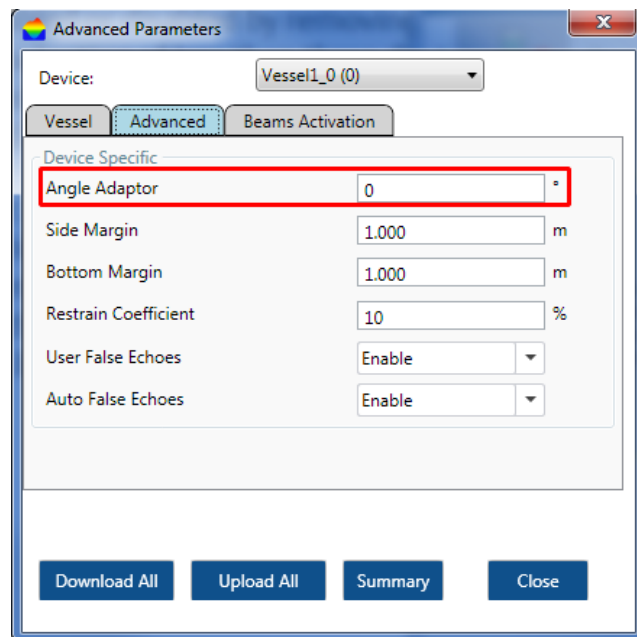 by removing
Advanced Parameters
Device: Vessel1_0 (0)
Vessel Advanced Beams Activation
Device Specific
Angle Adaptor 0 °
Side Margin 1.000 m
Bottom Margin 1.000 m
Restrain Coefficient 10 %
User False Echoes Enable
Auto False Echoes Enable
Download All Upload All Summary Close